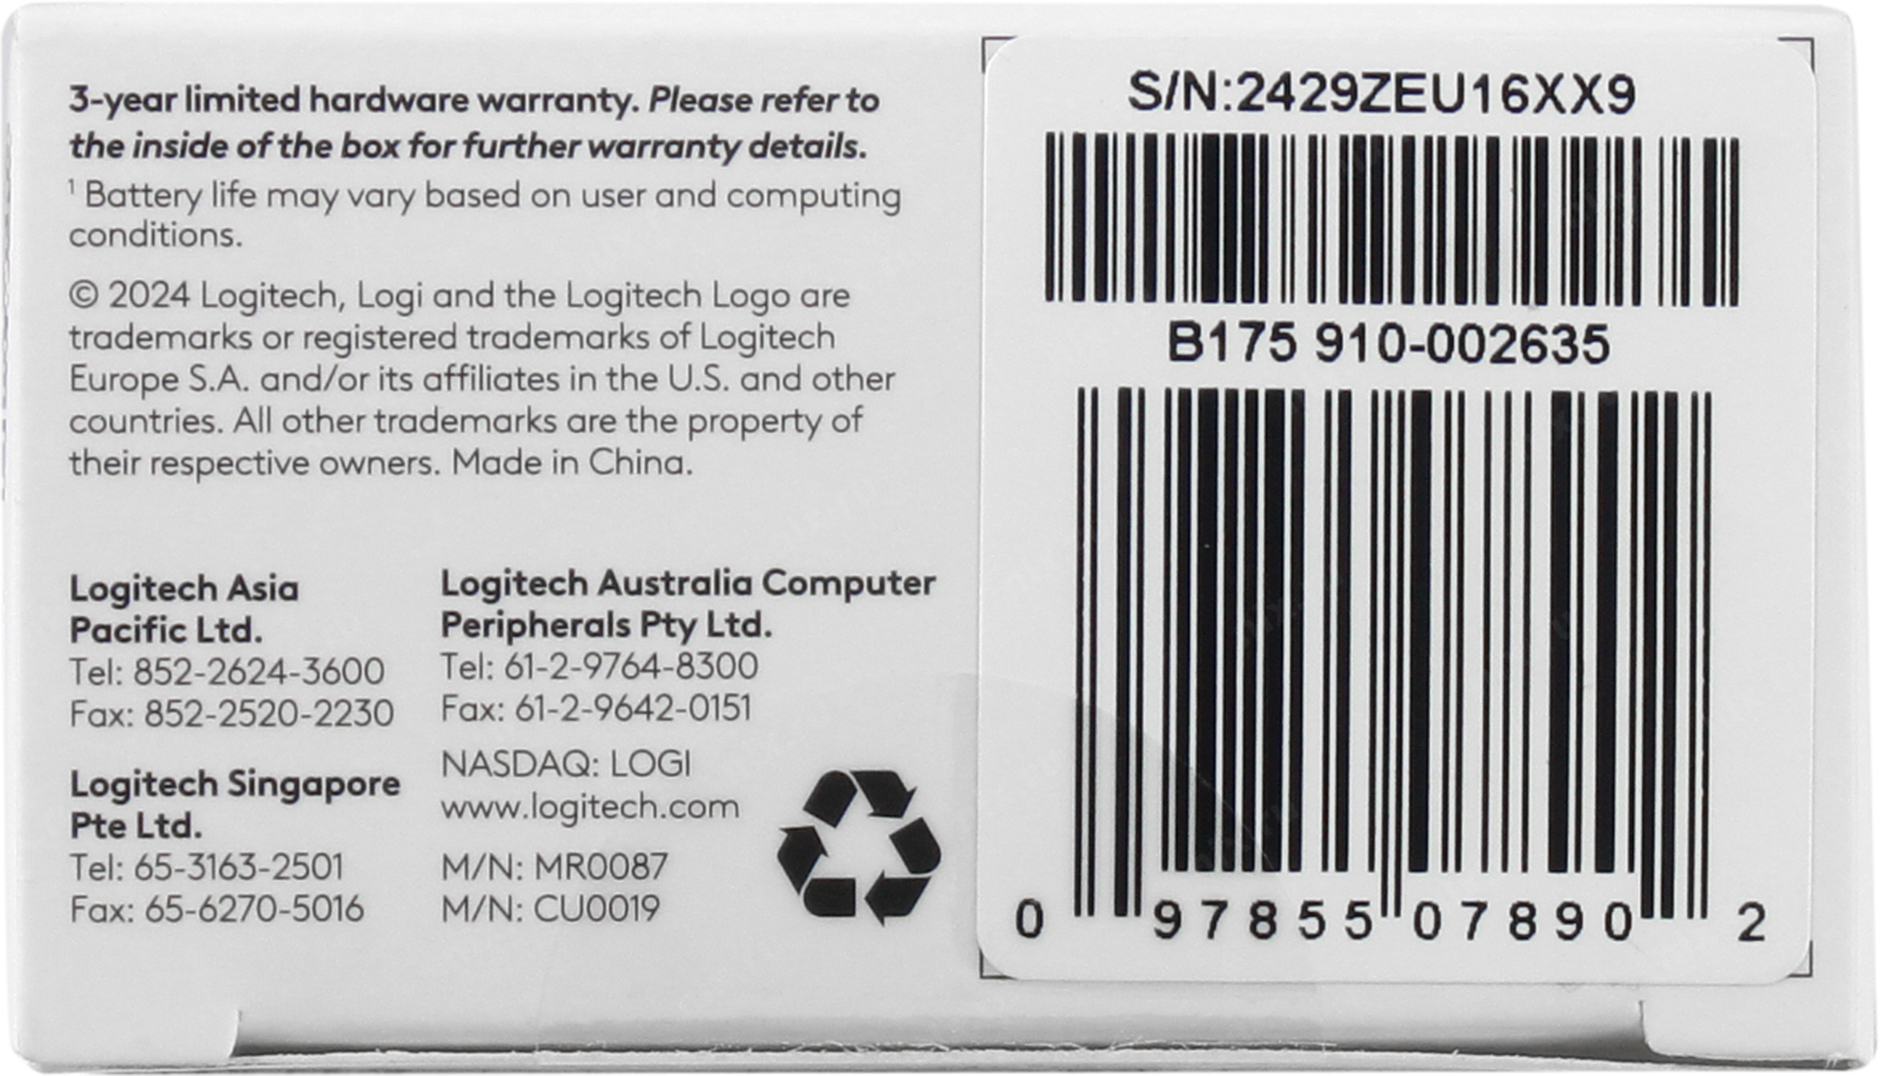 3-year limited hardware warranty. Please refer to
the inside of the box for further warranty details.
¹ Battery life may vary based on user and computing
conditions.
© 2024 Logitech, Logi and the Logitech Logo are
trademarks or registered trademarks of Logitech
Europe S.A. and/or its affiliates in the U.S. and other
countries. All other trademarks are the property of
their respective owners. Made in China.
Logitech Asia
Pacific Ltd.
Tel: 852-2624-3600
Fax: 852-2520-2230
Logitech Singapore
Pte Ltd.
Tel: 65-3163-2501
Fax: 65-6270-5016
Logitech Australia Computer
Peripherals Pty Ltd.
Tel: 61-2-9764-8300
Fax: 61-2-9642-0151
NASDAQ: LOGI
www.logitech.com
M/N: MR0087
M/N: CU0019
S/N:2429ZEU16XX9
B175 910-002635
0 97855 07890 2